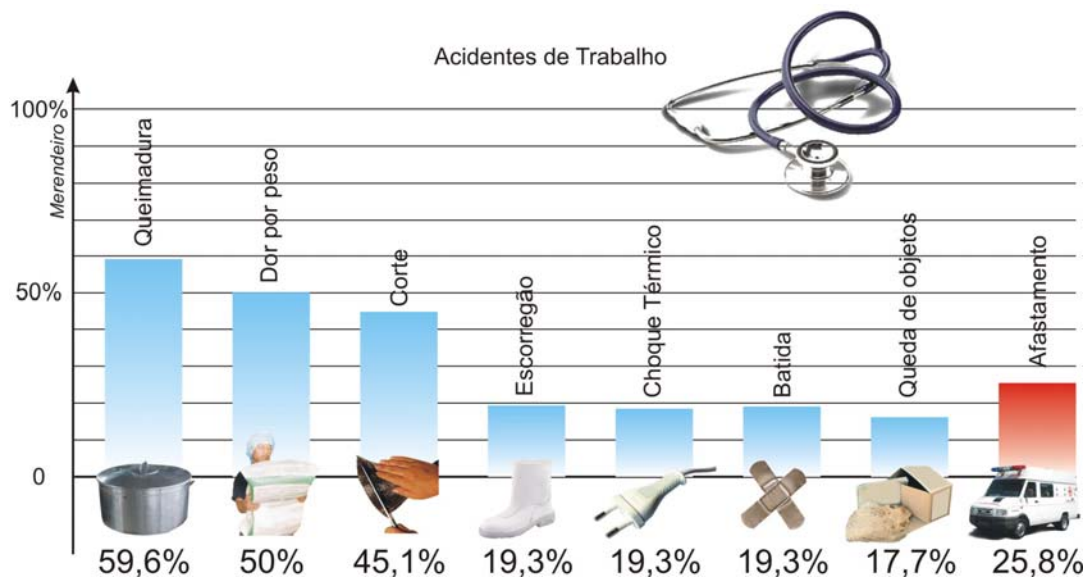 Acidentes de Trabalho
100%
50%
0
Merendeiro
Queimadura
Dor por peso
Corte
Escorregão
Choque Térmico
Batida
Queda de objetos
Afastamento
59,6%
50%
45,1%
19,3%
19,3%
19,3%
17,7%
25,8%